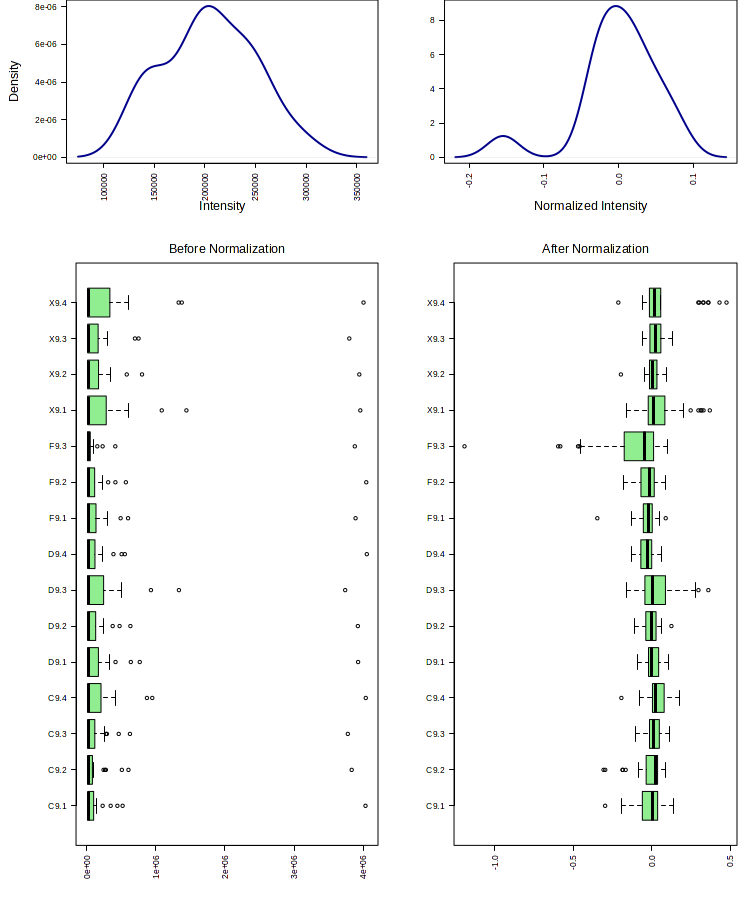 8e-06
6e-06
4e-06
2e-06
0e+00
Density
100000
150000
200000
250000
300000
350000
Intensity
8
6
4
2
0
-0.2
-0.1
0.0
0.1
Normalized Intensity
Before Normalization
X9.4
X9.3
X9.2
X9.1
F9.3
F9.2
F9.1
D9.4
D9.3
D9.2
D9.1
C9.4
C9.3
C9.2
C9.1
0e+00
1e+06
2e+06
3e+06
4e+06
After Normalization
X9.4
X9.3
X9.2
X9.1
F9.3
F9.2
F9.1
D9.4
D9.3
D9.2
D9.1
C9.4
C9.3
C9.2
C9.1
-1.0
-0.5
0.0
0.5